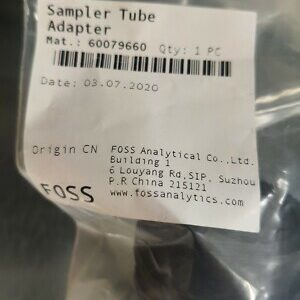 Sampler Tube
Adapter
Mat.: 60079660 Qty: 1 PC
Date: 03.07.2020
Origin CN FOSS Analytical Co.,Ltd.
Building 1
6 Louyang Rd,SIP, Suzhou
P.R China 215121
FOSS www.fossanalytics.com